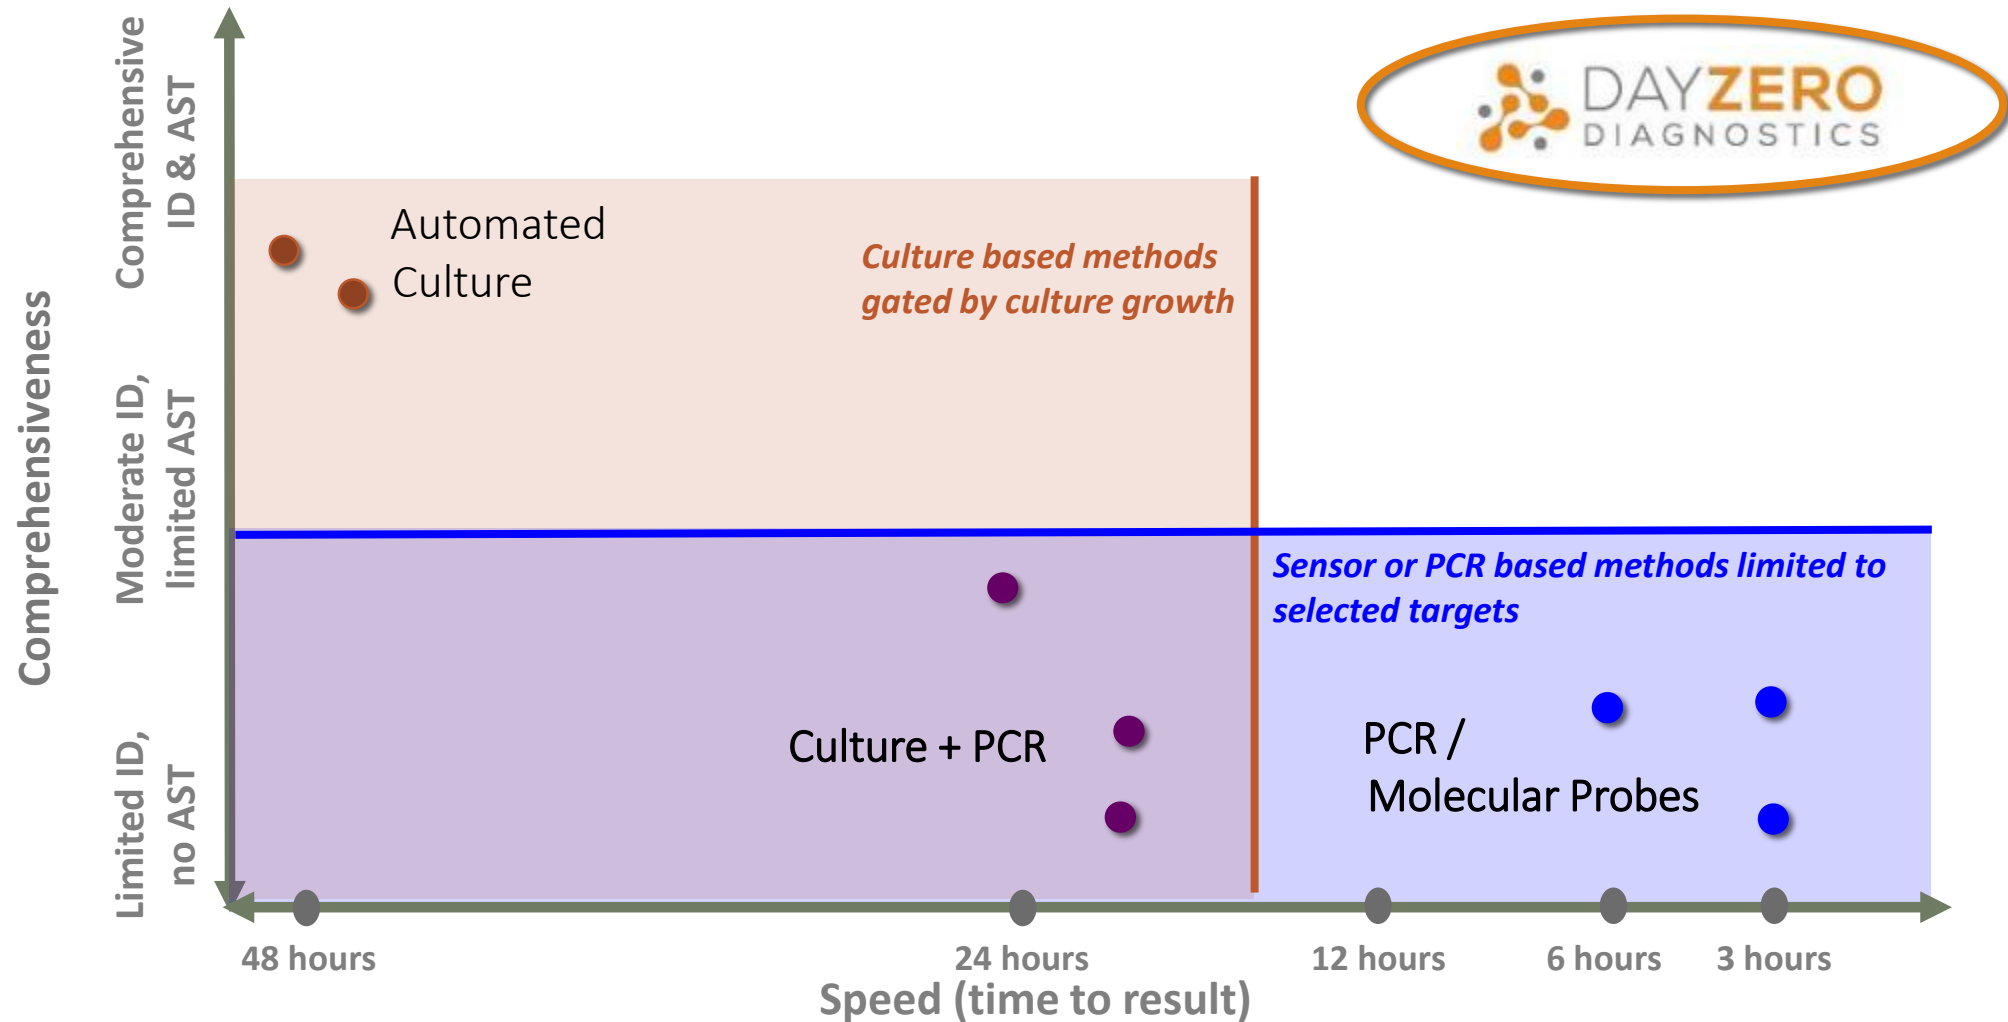 Comprehensiveness
Comprehensive
ID & AST
Moderate ID,
limited AST
Limited ID,
no AST
DAYZERO
DIAGNOSTICS
Automated
Culture
Culture based methods
gated by culture growth
Sensor or PCR based methods limited to
selected targets
Culture + PCR
PCR /
Molecular Probes
48 hours
24 hours
12 hours
6 hours
3 hours
Speed (time to result)